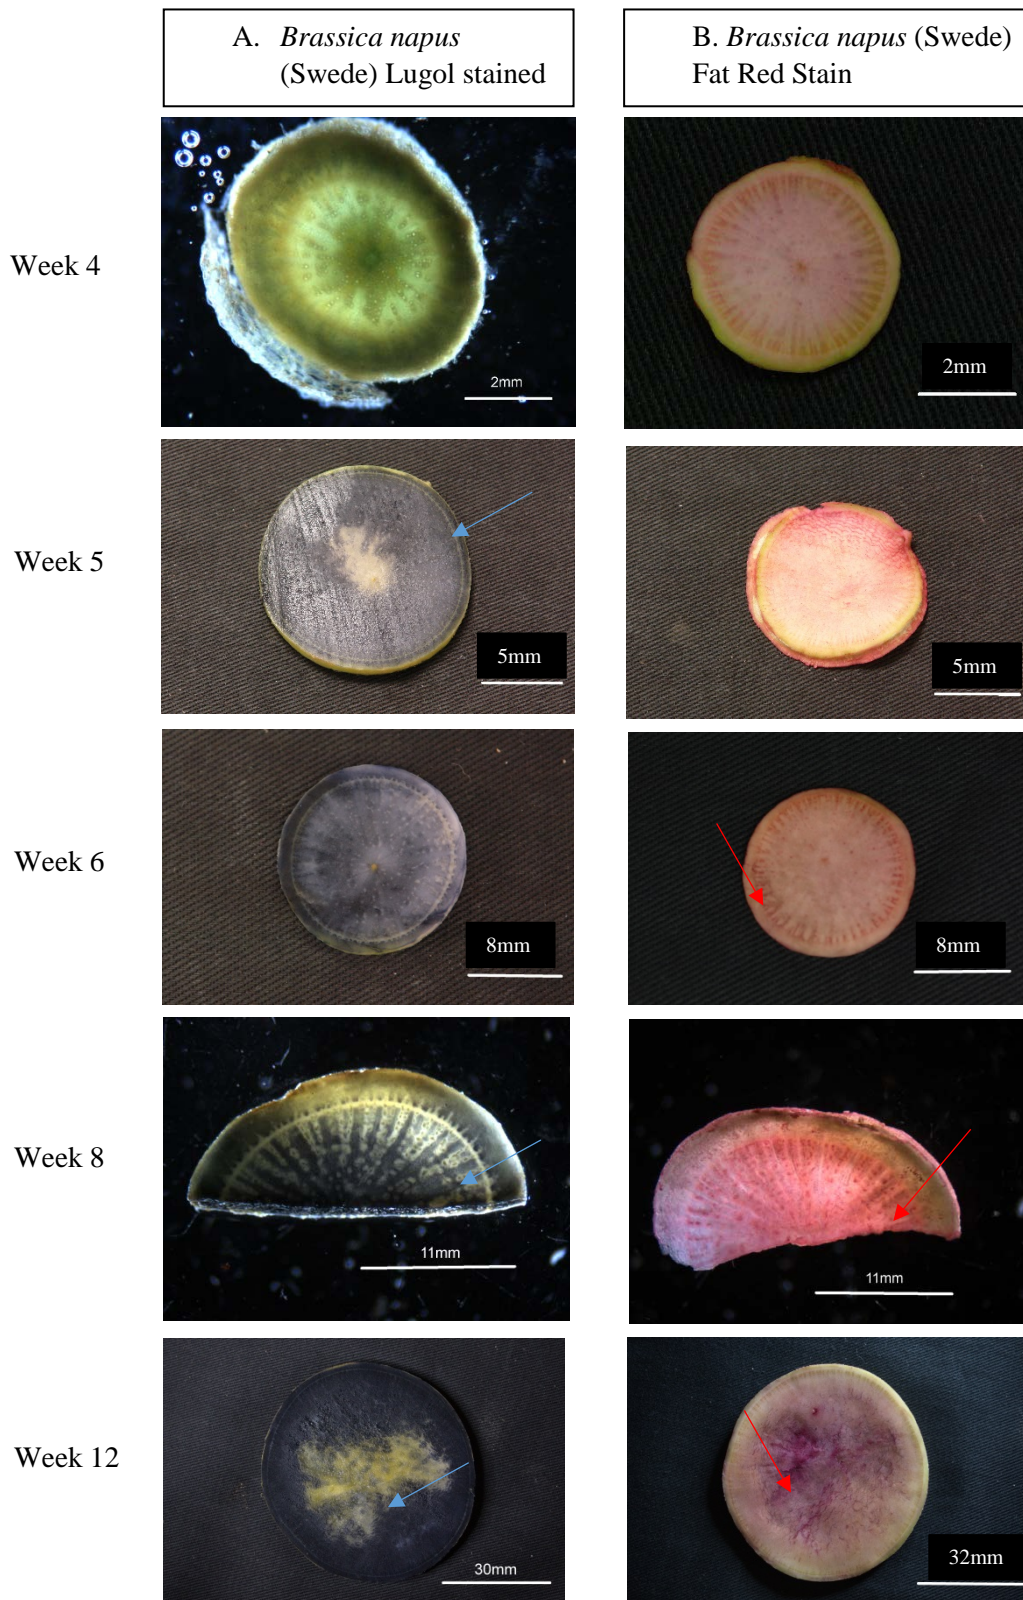 A. Brassica napus
(Swede) Lugol stained
B. Brassica napus (Swede)
Fat Red Stain
Week 4
2mm
2mm
Week 5
5mm
5mm
Week 6
8mm
8mm
Week 8
11mm
11mm
Week 12
30mm
32mm